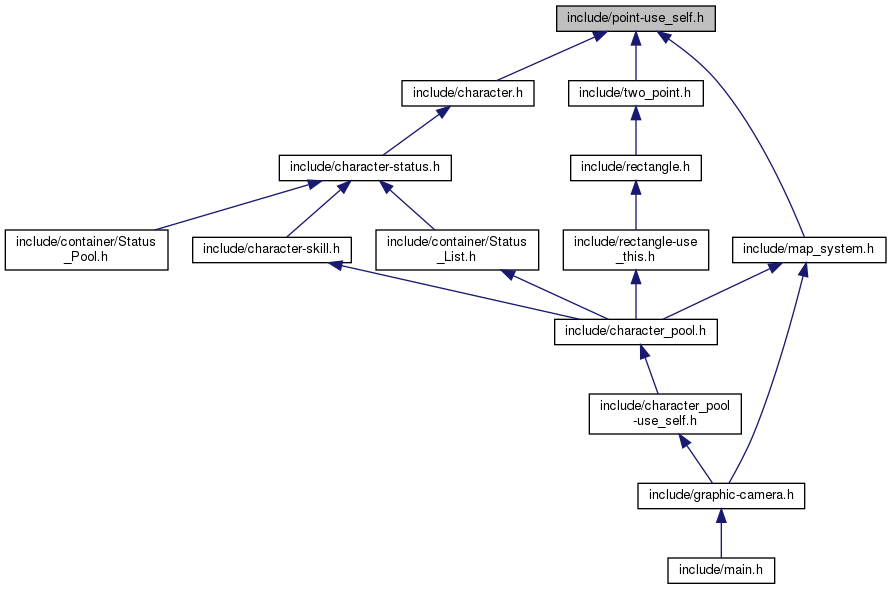 include/point-use_self.h
include/character.h
include/two_point.h
include/character-status.h
include/rectangle.h
include/container/Status
_Pool.h
include/character-skill.h
include/container/Status
_List.h
include/rectangle-use
_this.h
include/map_system.h
include/character_pool.h
include/character_pool
-use_self.h
include/graphic-camera.h
include/main.h